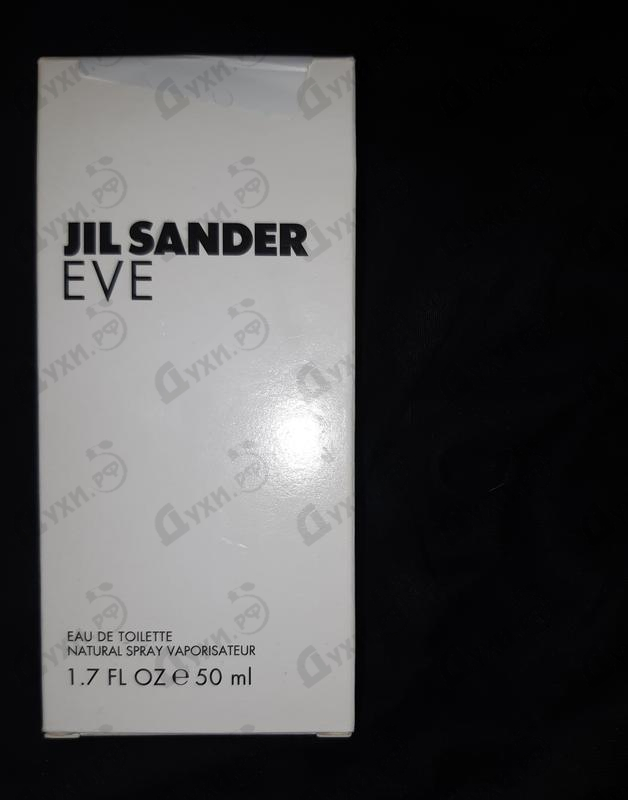 JIL SANDER
EVE
EAU DE TOILETTE
NATURAL SPRAY VAPORISATEUR
1.7 FL OZ ℮ 50 ml
Духи.рф